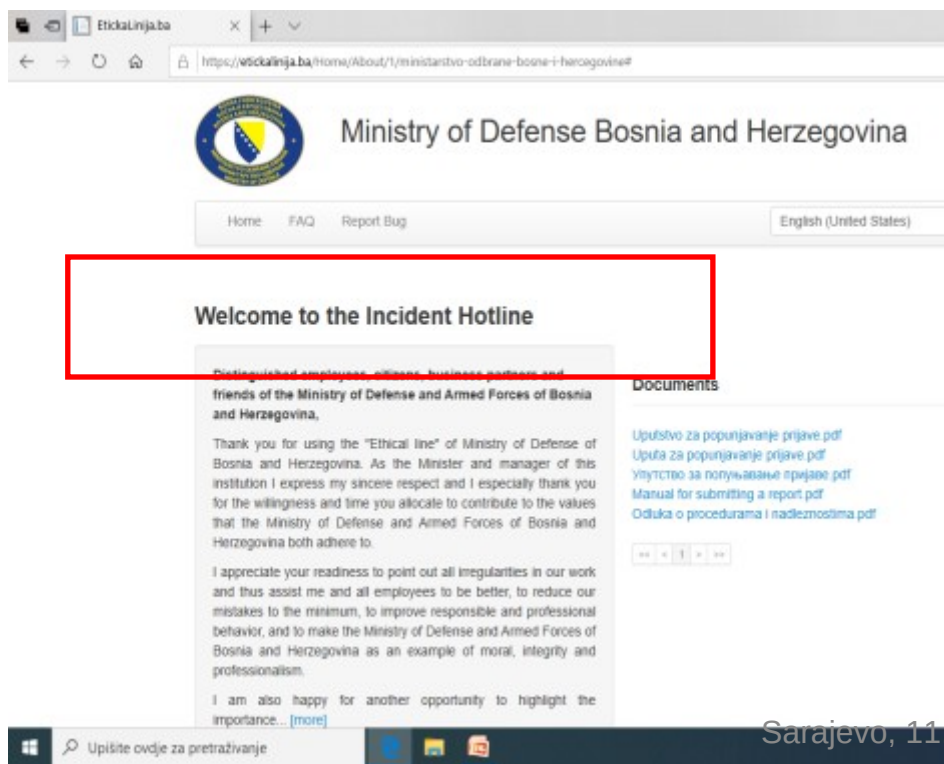 EtickaLinija.ba
https://etickalinija.ba/Home/About/1/ministarstvo-odbrane-bosne-i-hercegovine#
Ministry of Defense Bosnia and Herzegovina
Home FAQ Report Bug
English (United States)
Welcome to the Incident Hotline
Distinguished employees, citizens, business partners and
friends of the Ministry of Defense and Armed Forces of Bosnia
and Herzegovina,
Thank you for using the "Ethical line" of Ministry of Defense of
Bosnia and Herzegovina. As the Minister and manager of this
institution I express my sincere respect and I especially thank you
for the willingness and time you allocate to contribute to the values
that the Ministry of Defense and Armed Forces of Bosnia and
Herzegovina both adhere to.
I appreciate your readiness to point out all irregularities in our work
and thus assist me and all employees to be better, to reduce our
mistakes to the minimum, to improve responsible and professional
behavior, and to make the Ministry of Defense and Armed Forces of
Bosnia and Herzegovina as an example of moral, integrity and
professionalism.
I am also happy for another opportunity to highlight the
importance... [more]
Documents
Uputstvo za popunjavanje prijave.pdf
Uputa za popunjavanje prijave.pdf
Упутство за попуњавање пријаве.pdf
Manual for submitting a report.pdf
Odluka o procedurama i nadleznostima.pdf
<< < 1 > >>
Upišite ovdje za pretraživanje
Sarajevo, 11